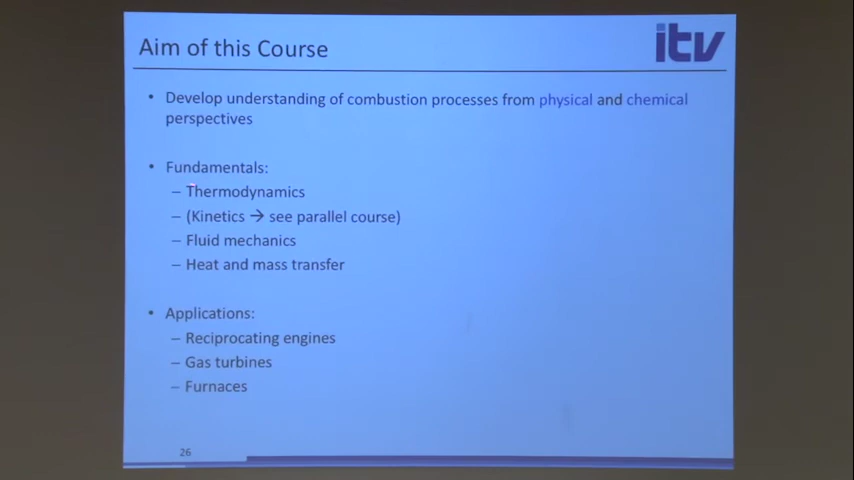 Aim of this Course
itv
• Develop understanding of combustion processes from physical and chemical
perspectives
• Fundamentals:
– Thermodynamics
– (Kinetics → see parallel course)
– Fluid mechanics
– Heat and mass transfer
• Applications:
– Reciprocating engines
– Gas turbines
– Furnaces
26